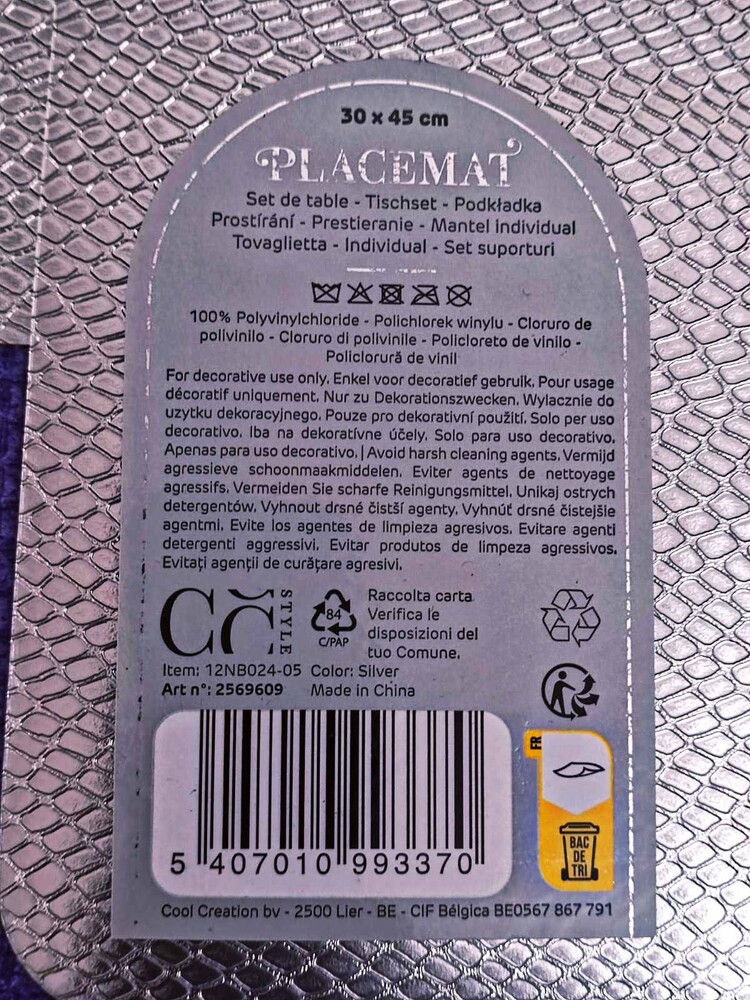 30 x 45 cm
PLACEMAT
Set de table - Tischset - Podkładka
Prostírání - Prestieranie - Mantel individual
Tovaglietta - Individual - Set suporturi
100% Polyvinylchloride - Polichlorek winylu - Cloruro de
polivinilo - Cloruro di polivinile - Policloreto de vinilo -
Policlorură de vinil
For decorative use only. Enkel voor decoratief gebruik. Pour usage
décoratif uniquement. Nur zu Dekorationszwecken. Wylacznie do
uzytku dekoracyjnego. Pouze pro dekorativní použití. Solo per uso
decorativo. Iba na dekoratívne účely. Solo para uso decorativo.
Apenas para uso decorativo. | Avoid harsh cleaning agents. Vermijd
agressieve schoonmaakmiddelen. Eviter agents de nettoyage
agressifs. Vermeiden Sie scharfe Reinigungsmittel. Unikaj ostrych
detergentów. Vyhnout drsné čistší agenty. Vyhnúť drsné čistejšie
agentmi. Evite los agentes de limpieza agresivos. Evitare agenti
detergenti aggressivi. Evitar produtos de limpeza agressivos.
Evitați agenții de curățare agresivi.
CC STYLE
84
C/PAP
Raccolta carta
Verifica le
disposizioni del
tuo Comune.
Item: 12NB024-05 Color: Silver
Art n°: 2569609 Made in China
FR
BAC
DE
TRI
5 407010 993370
Cool Creation bv - 2500 Lier - BE - CIF Bélgica BE0567 867 791